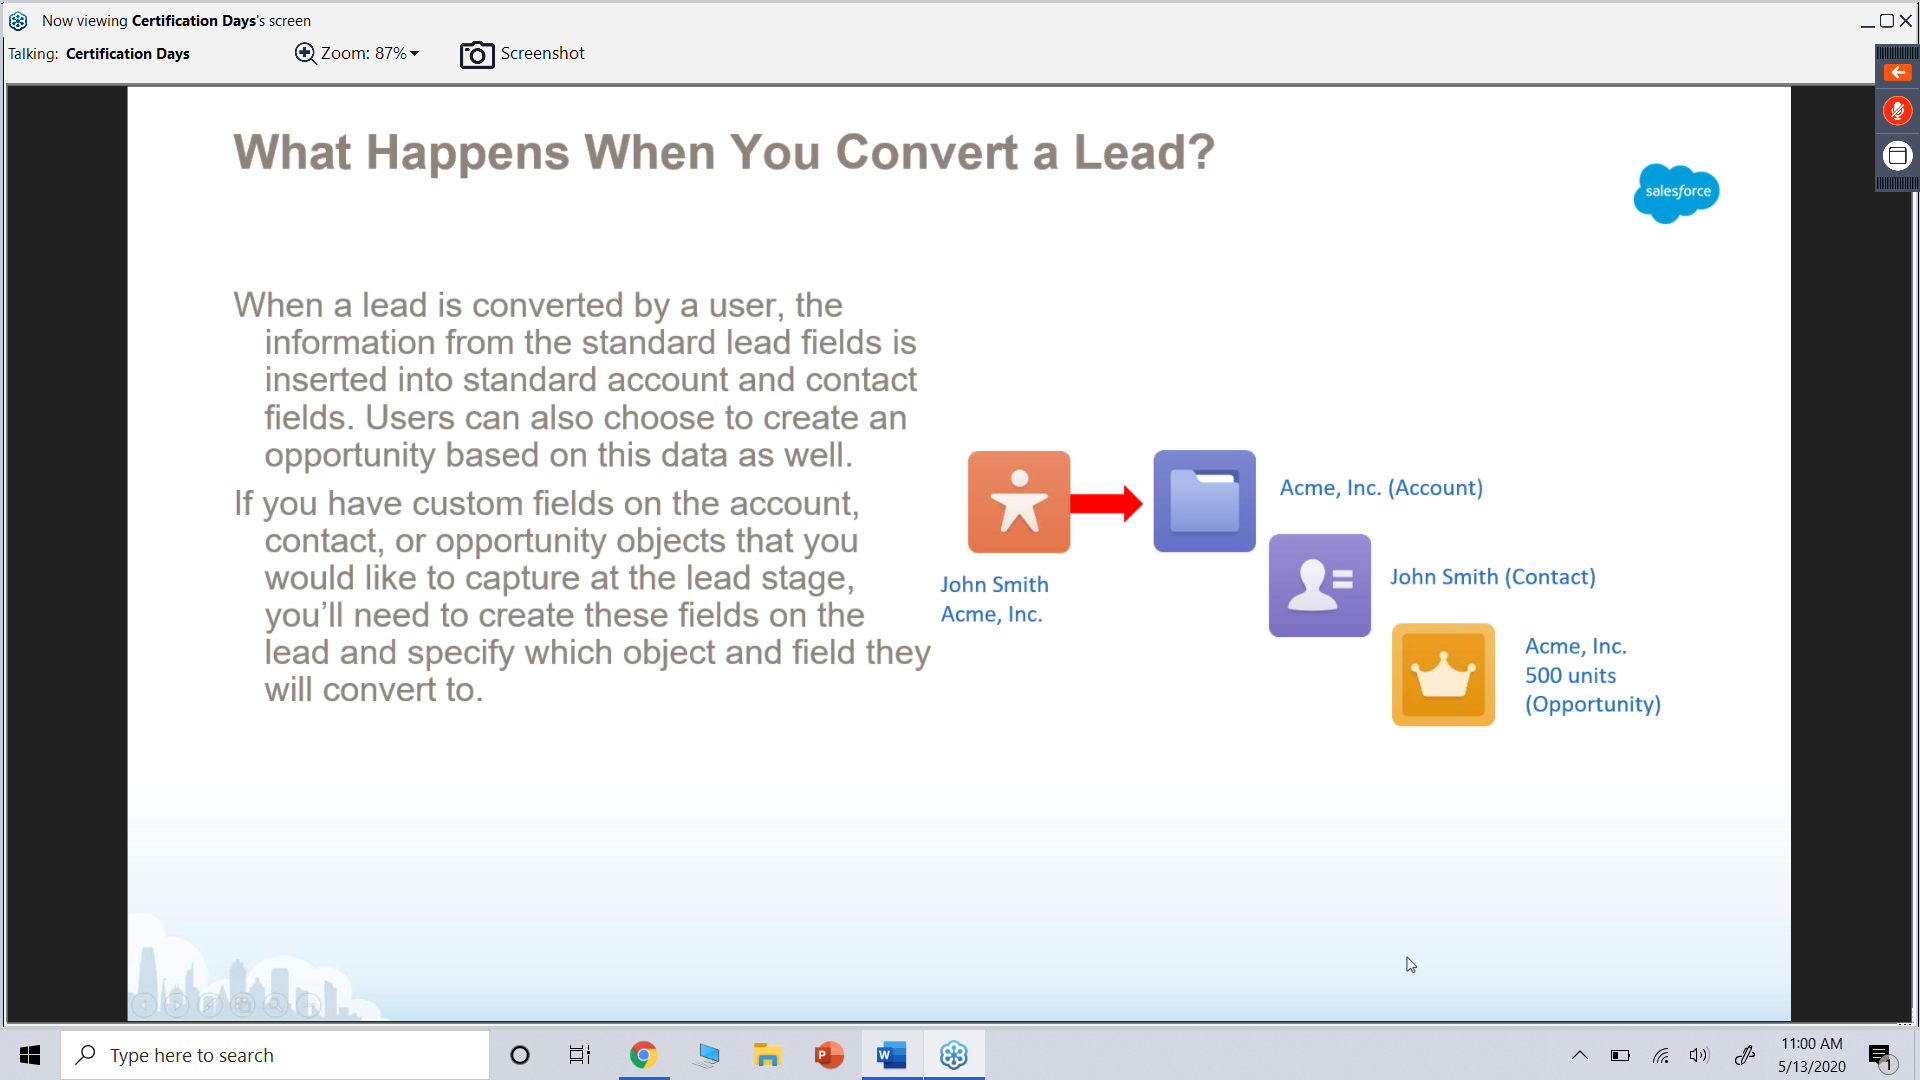 Now viewing Certification Days's screen
Talking: Certification Days
Zoom: 87%
Screenshot
What Happens When You Convert a Lead?
salesforce
When a lead is converted by a user, the
information from the standard lead fields is
inserted into standard account and contact
fields. Users can also choose to create an
opportunity based on this data as well.
If you have custom fields on the account,
contact, or opportunity objects that you
would like to capture at the lead stage,
you’ll need to create these fields on the
lead and specify which object and field they
will convert to.
John Smith
Acme, Inc.
Acme, Inc. (Account)
John Smith (Contact)
Acme, Inc.
500 units
(Opportunity)
Type here to search
P
W
11:00 AM
5/13/2020
1